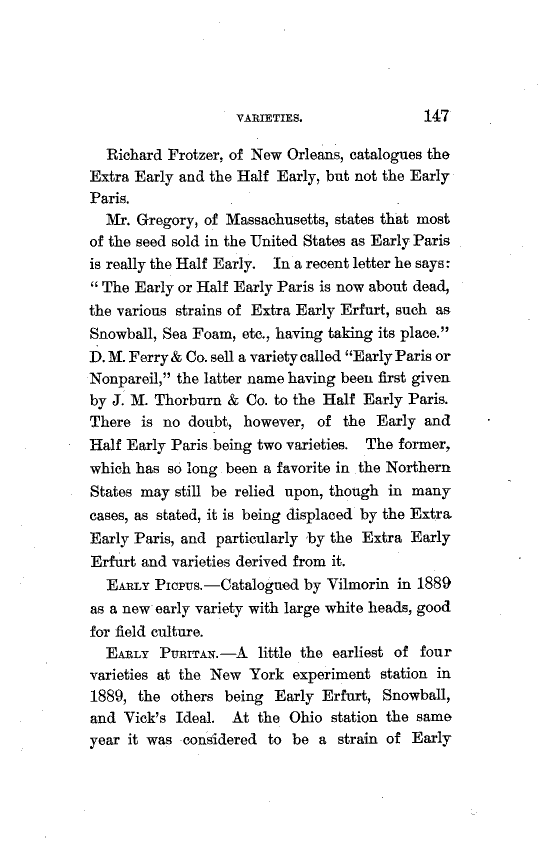 VARIETIES. 147
Richard Frotzer, of New Orleans, catalogues the
Extra Early and the Half Early, but not the Early
Paris.
Mr. Gregory, of Massachusetts, states that most
of the seed sold in the United States as Early Paris
is really the Half Early. In a recent letter he says:
“The Early or Half Early Paris is now about dead,
the various strains of Extra Early Erfurt, such as
Snowball, Sea Foam, etc., having taking its place.”
D. M. Ferry & Co. sell a variety called “Early Paris or
Nonpareil,” the latter name having been first given
by J. M. Thorburn & Co. to the Half Early Paris.
There is no doubt, however, of the Early and
Half Early Paris being two varieties. The former,
which has so long been a favorite in the Northern
States may still be relied upon, though in many
cases, as stated, it is being displaced by the Extra
Early Paris, and particularly by the Extra Early
Erfurt and varieties derived from it.
EARLY PICPUS.—Catalogued by Vilmorin in 1889
as a new early variety with large white heads, good
for field culture.
EARLY PURITAN.—A little the earliest of four
varieties at the New York experiment station in
1889, the others being Early Erfurt, Snowball,
and Vick's Ideal. At the Ohio station the same
year it was considered to be a strain of Early